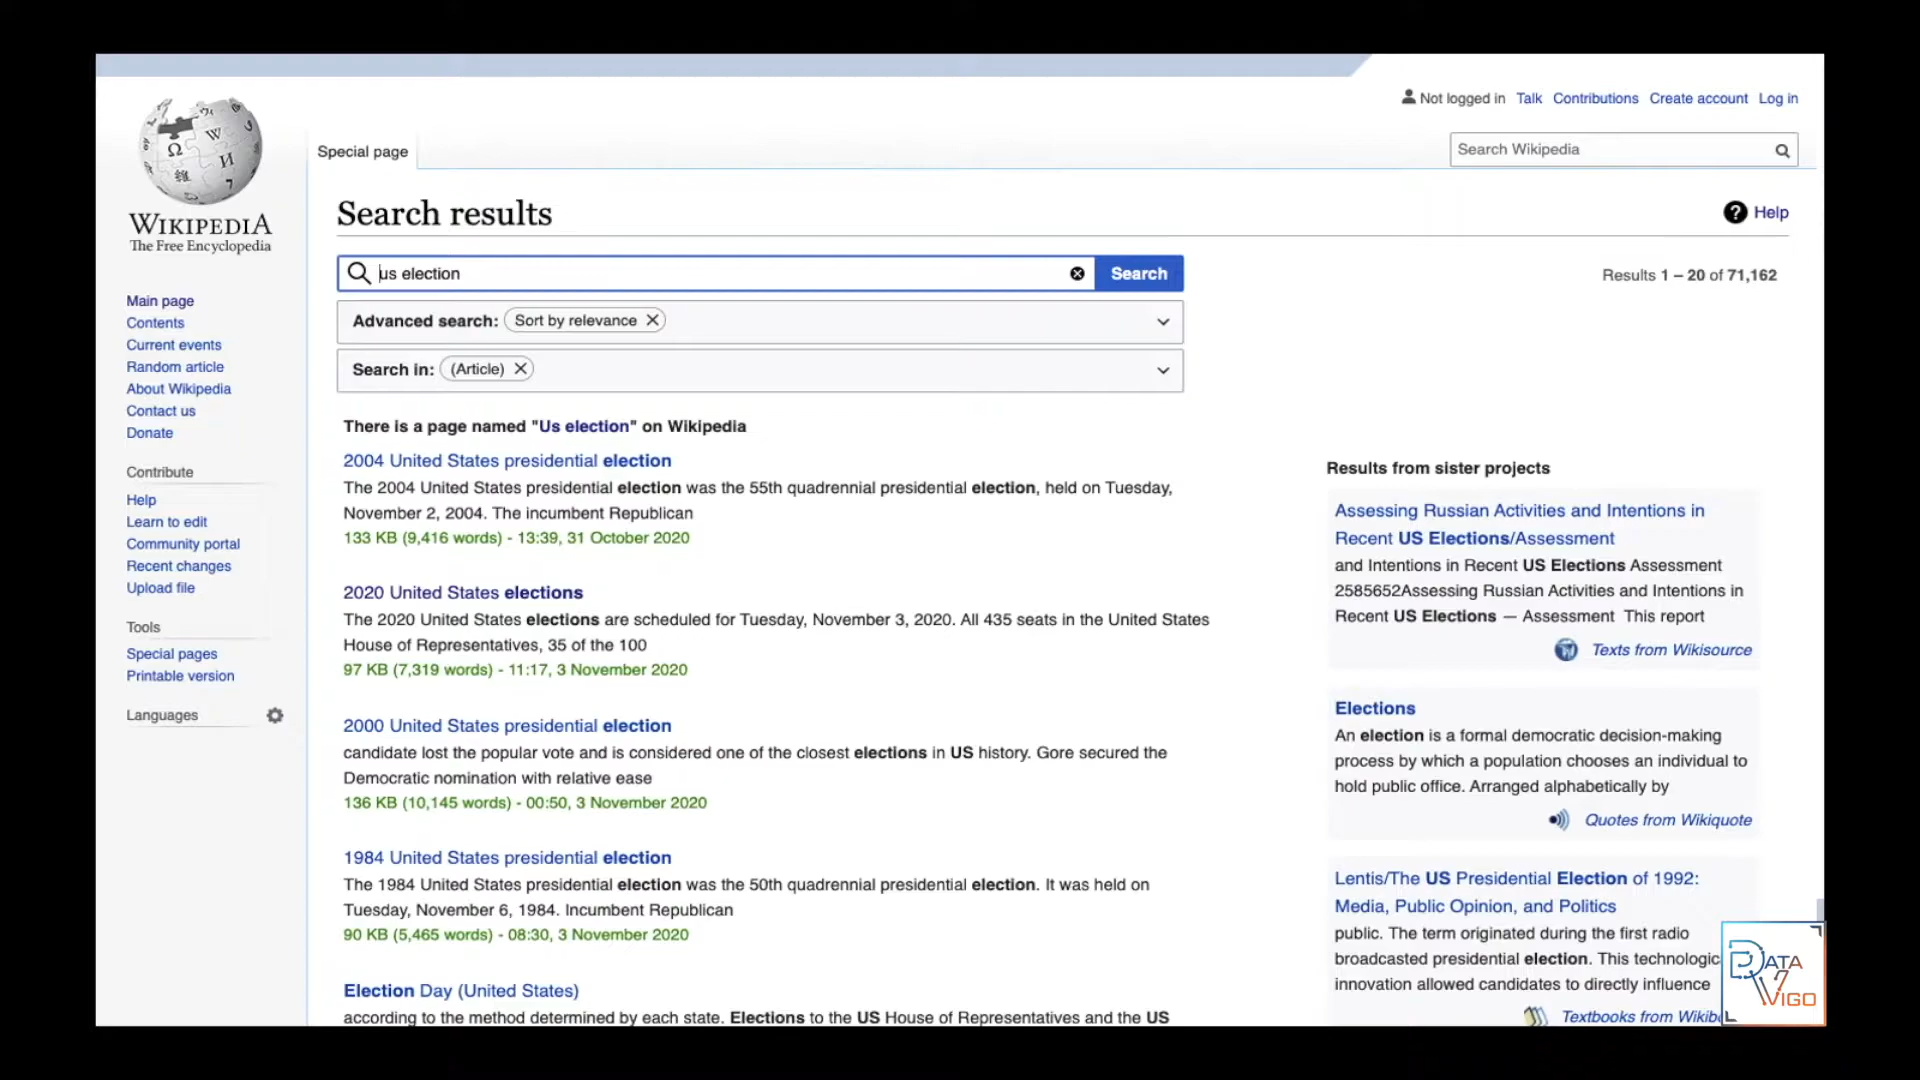 Not logged in Talk Contributions Create account Log in
Special page
Search Wikipedia
WIKIPEDIA
The Free Encyclopedia
Main page
Contents
Current events
Random article
About Wikipedia
Contact us
Donate
Contribute
Help
Learn to edit
Community portal
Recent changes
Upload file
Tools
Special pages
Printable version
Languages
Search results
Help
us election
Search
Results 1 – 20 of 71,162
Advanced search: Sort by relevance
Search in: (Article)
There is a page named "Us election" on Wikipedia
2004 United States presidential election
The 2004 United States presidential election was the 55th quadrennial presidential election, held on Tuesday,
November 2, 2004. The incumbent Republican
133 KB (9,416 words) - 13:39, 31 October 2020
2020 United States elections
The 2020 United States elections are scheduled for Tuesday, November 3, 2020. All 435 seats in the United States
House of Representatives, 35 of the 100
97 KB (7,319 words) - 11:17, 3 November 2020
2000 United States presidential election
candidate lost the popular vote and is considered one of the closest elections in US history. Gore secured the
Democratic nomination with relative ease
136 KB (10,145 words) - 00:50, 3 November 2020
1984 United States presidential election
The 1984 United States presidential election was the 50th quadrennial presidential election. It was held on
Tuesday, November 6, 1984. Incumbent Republican
90 KB (5,465 words) - 08:30, 3 November 2020
Election Day (United States)
according to the method determined by each state. Elections to the US House of Representatives and the US
Results from sister projects
Assessing Russian Activities and Intentions in
Recent US Elections/Assessment
and Intentions in Recent US Elections Assessment
2585652Assessing Russian Activities and Intentions in
Recent US Elections — Assessment This report
Texts from Wikisource
Elections
An election is a formal democratic decision-making
process by which a population chooses an individual to
hold public office. Arranged alphabetically by
Quotes from Wikiquote
Lentis/The US Presidential Election of 1992:
Media, Public Opinion, and Politics
public. The term originated during the first radio
broadcasted presidential election. This technologic
innovation allowed candidates to directly influence
Textbooks from Wikib
DATA
VIGO